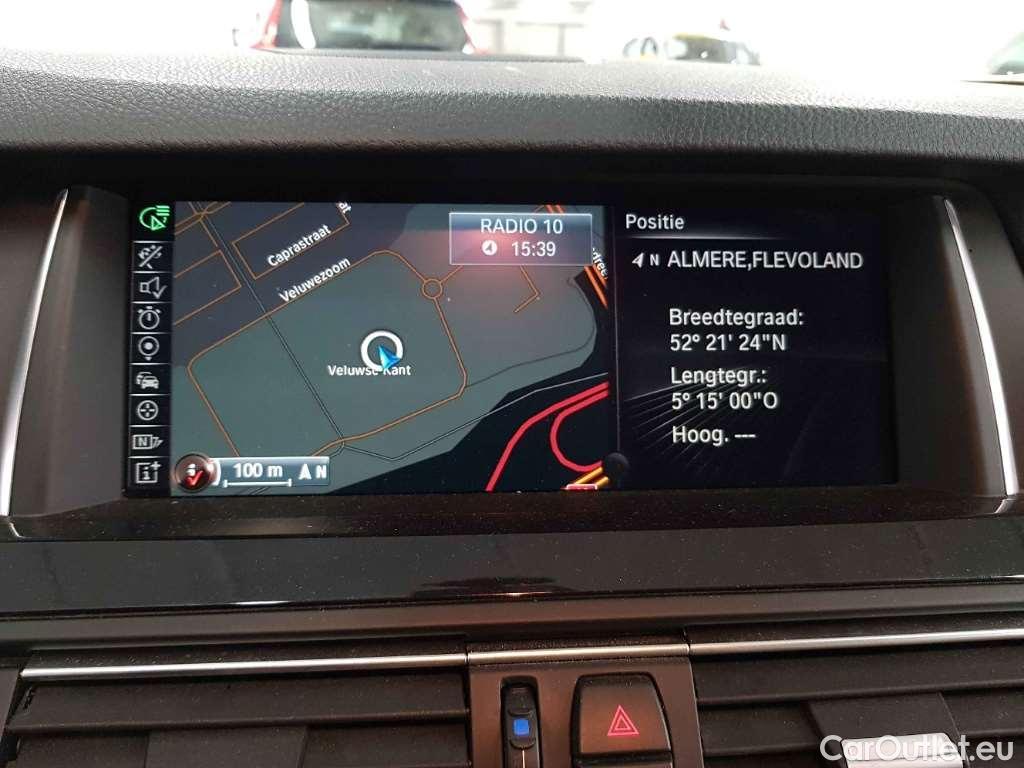 RADIO 10
15:39
Caprastraat
Veluwezoom
Veluwse Kant
100 m N
Positie
N ALMERE,FLEVOLAND
Breedtegraad:
52° 21' 24"N
Lengtegr.:
5° 15' 00"O
Hoog. ---
N
i+
CarOutlet.eu